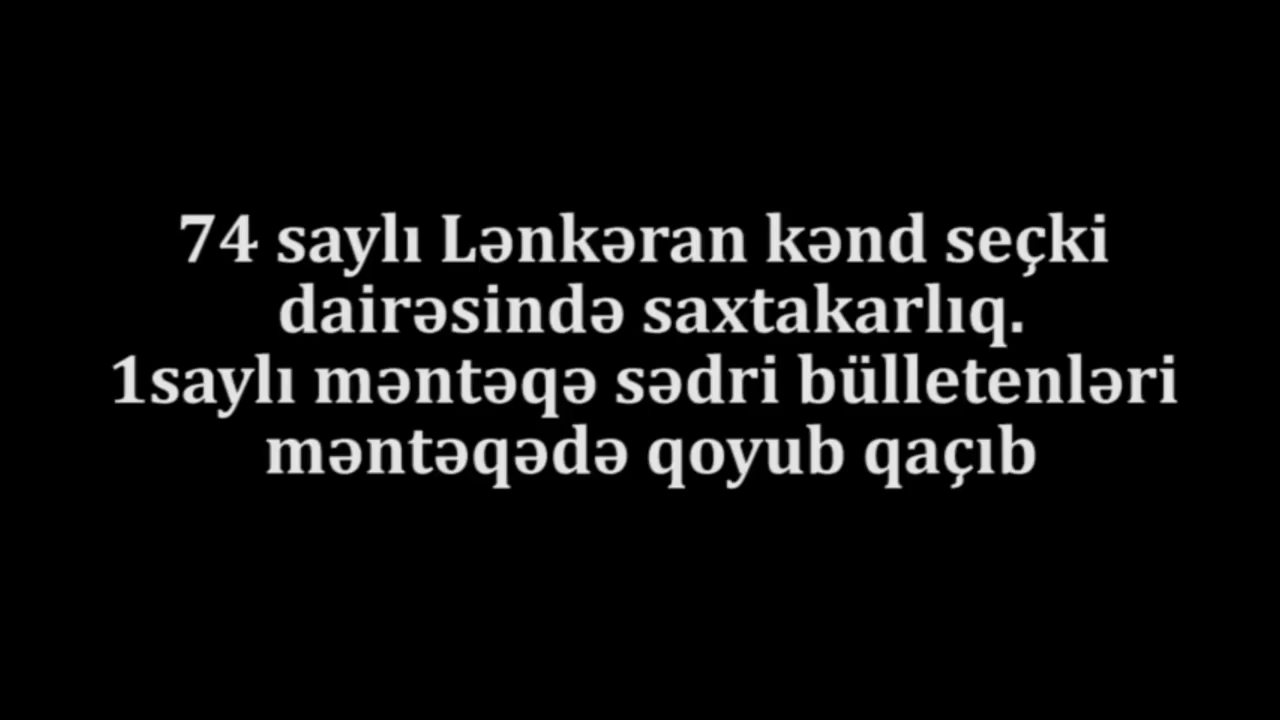 74 saylı Lənkəran kənd seçki
dairəsində saxtakarlıq.
1saylı məntəqə sədri bülletenləri
məntəqədə qoyub qaçıb